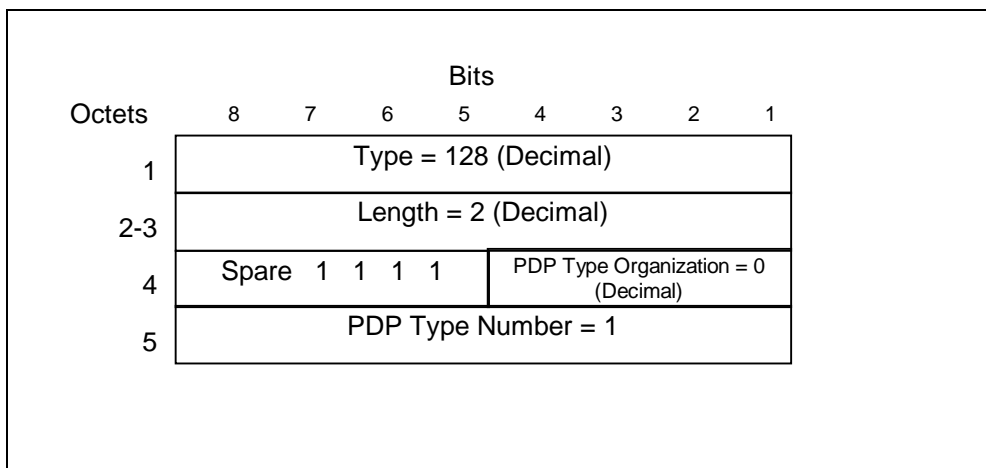 Bits
Octets 8 7 6 5 4 3 2 1
1 Type = 128 (Decimal)
2-3 Length = 2 (Decimal)
4 Spare 1 1 1 1 PDP Type Organization = 0
(Decimal)
5 PDP Type Number = 1